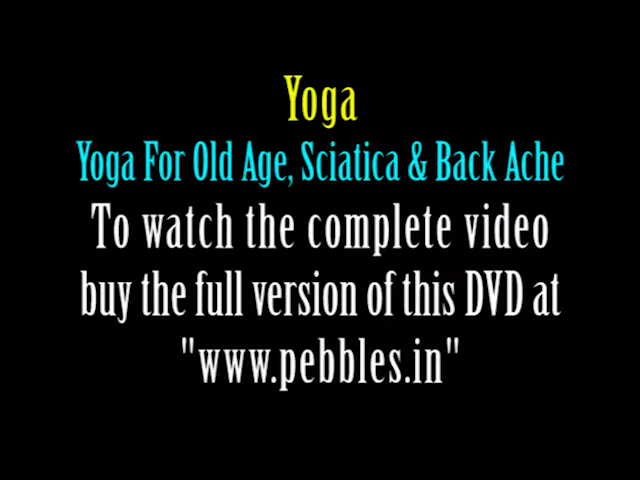 Yoga
Yoga For Old Age, Sciatica & Back Ache
To watch the complete video
buy the full version of this DVD at
"www.pebbles.in"